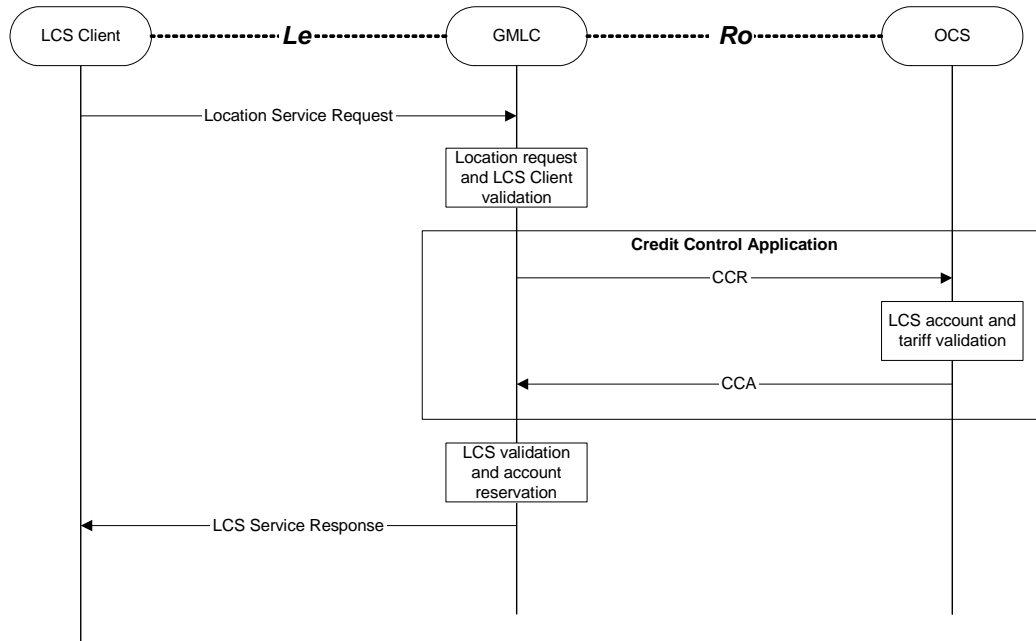 LCS Client
Le
GMLC
Ro
OCS
Location Service Request
Location request
and LCS Client
validation
Credit Control Application
CCR
LCS account and
tariff validation
CCA
LCS validation
and account
reservation
LCS Service Response